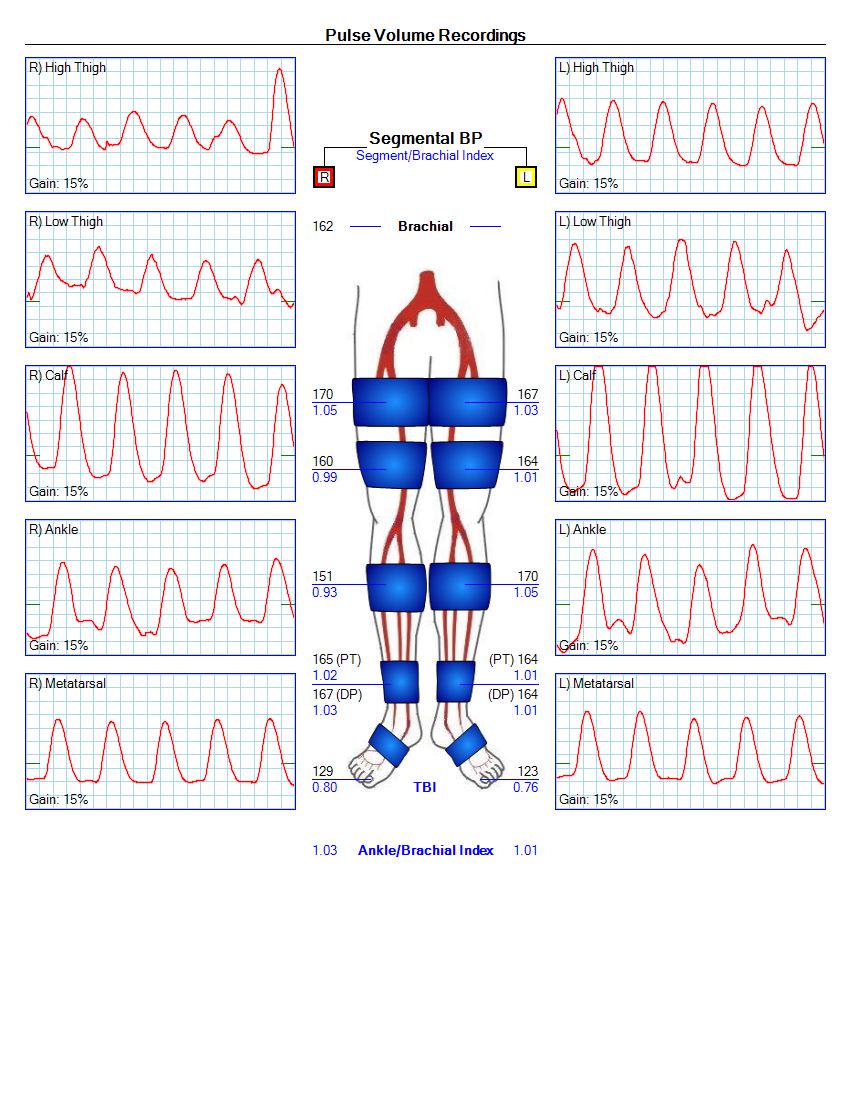 Pulse Volume Recordings
R) High Thigh
Gain: 15%
R) Low Thigh
Gain: 15%
R) Calf
Gain: 15%
R) Ankle
Gain: 15%
R) Metatarsal
Gain: 15%
Segmental BP
Segment/Brachial Index
R
L
162
Brachial
170
1.05
167
1.03
160
0.99
164
1.01
151
0.93
170
1.05
165 (PT)
1.02
167 (DP)
1.03
(PT) 164
1.01
(DP) 164
1.01
129
0.80
TBI
123
0.76
1.03 Ankle/Brachial Index 1.01
L) High Thigh
Gain: 15%
L) Low Thigh
Gain: 15%
L) Calf
Gain: 15%
L) Ankle
Gain: 15%
L) Metatarsal
Gain: 15%